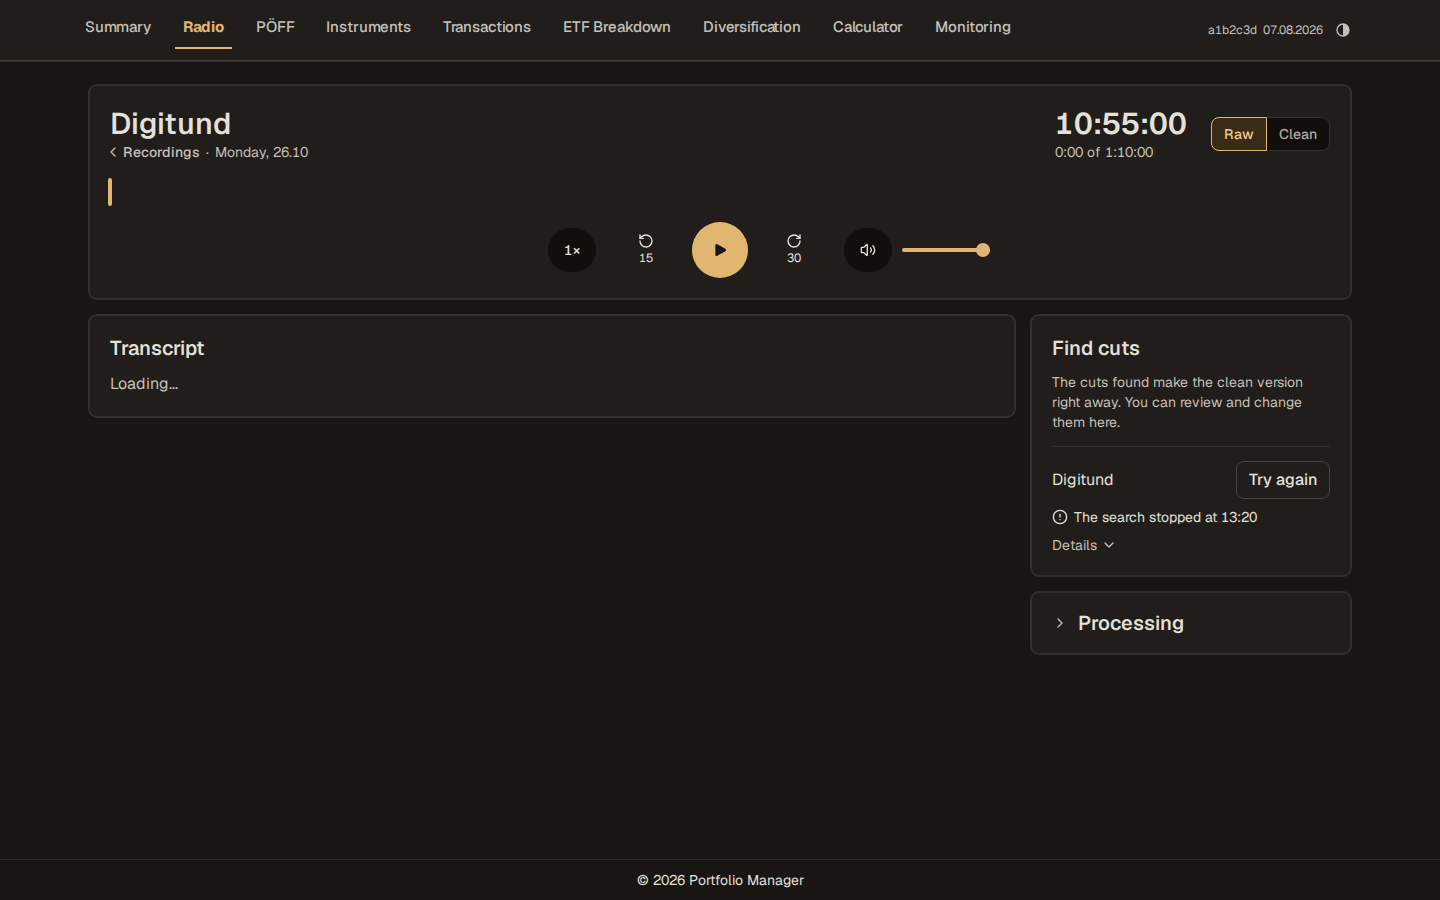 Summary Radio PÖFF Instruments Transactions ETF Breakdown Diversification Calculator Monitoring a1b2c3d 07.08.2026
Digitund
Recordings · Monday, 26.10
10:55:00
0:00 of 1:10:00
Raw Clean
1×
15
30
Transcript
Loading...
Find cuts
The cuts found make the clean version
right away. You can review and change
them here.
Digitund
Try again
The search stopped at 13:20
Details
Processing
© 2026 Portfolio Manager